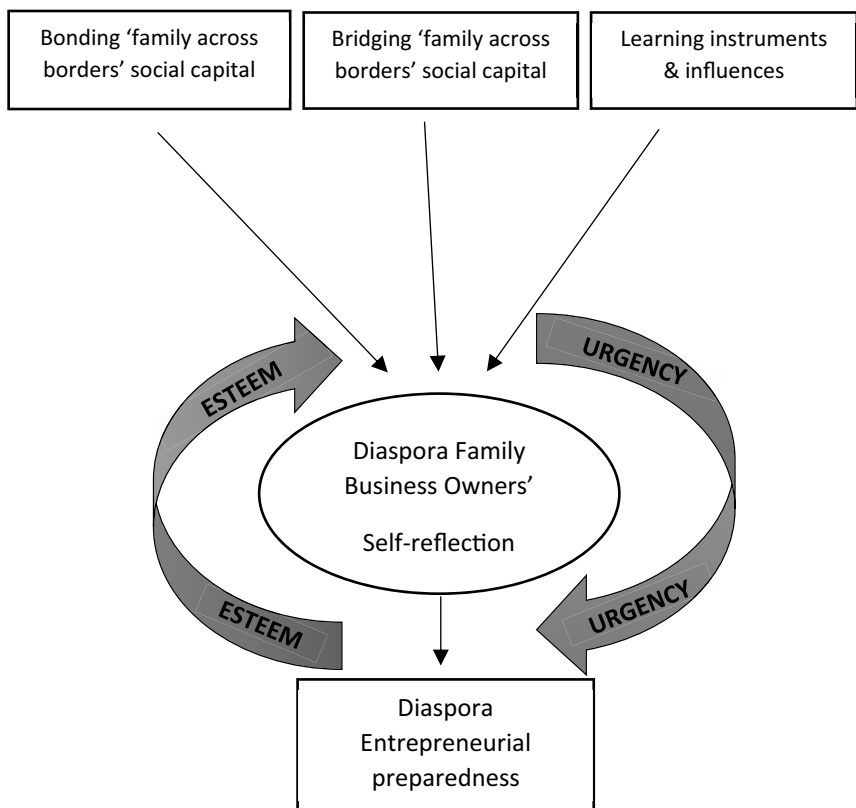 Bonding ‘family across
borders’ social capital
Bridging ‘family across
borders’ social capital
Learning instruments
& influences
ESTEEM
URGENCY
Diaspora Family
Business Owners’
Self-reflection
ESTEEM
URGENCY
Diaspora
Entrepreneurial
preparedness